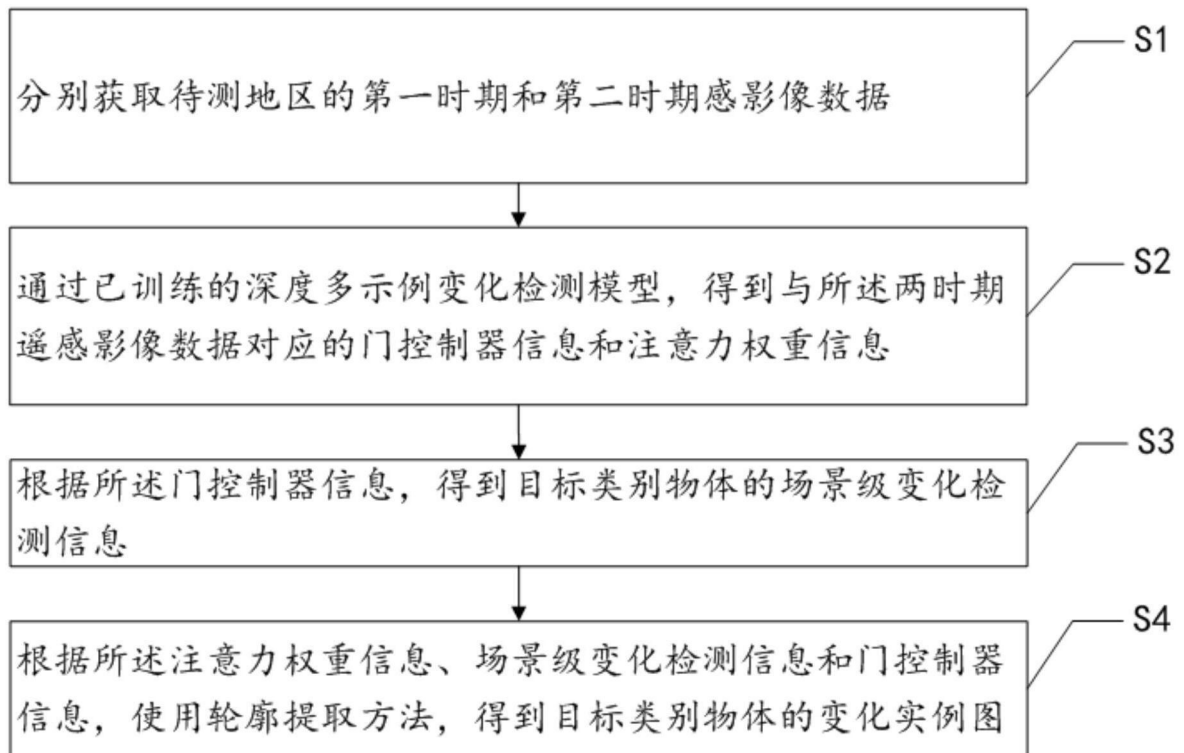 S1
分别获取待测地区的第一时期和第二时期感影像数据
S2
通过已训练的深度多示例变化检测模型，得到与所述两时期
遥感影像数据对应的门控制器信息和注意力权重信息
S3
根据所述门控制器信息，得到目标类别物体的场景级变化检
测信息
S4
根据所述注意力权重信息、场景级变化检测信息和门控制器
信息，使用轮廓提取方法，得到目标类别物体的变化实例图